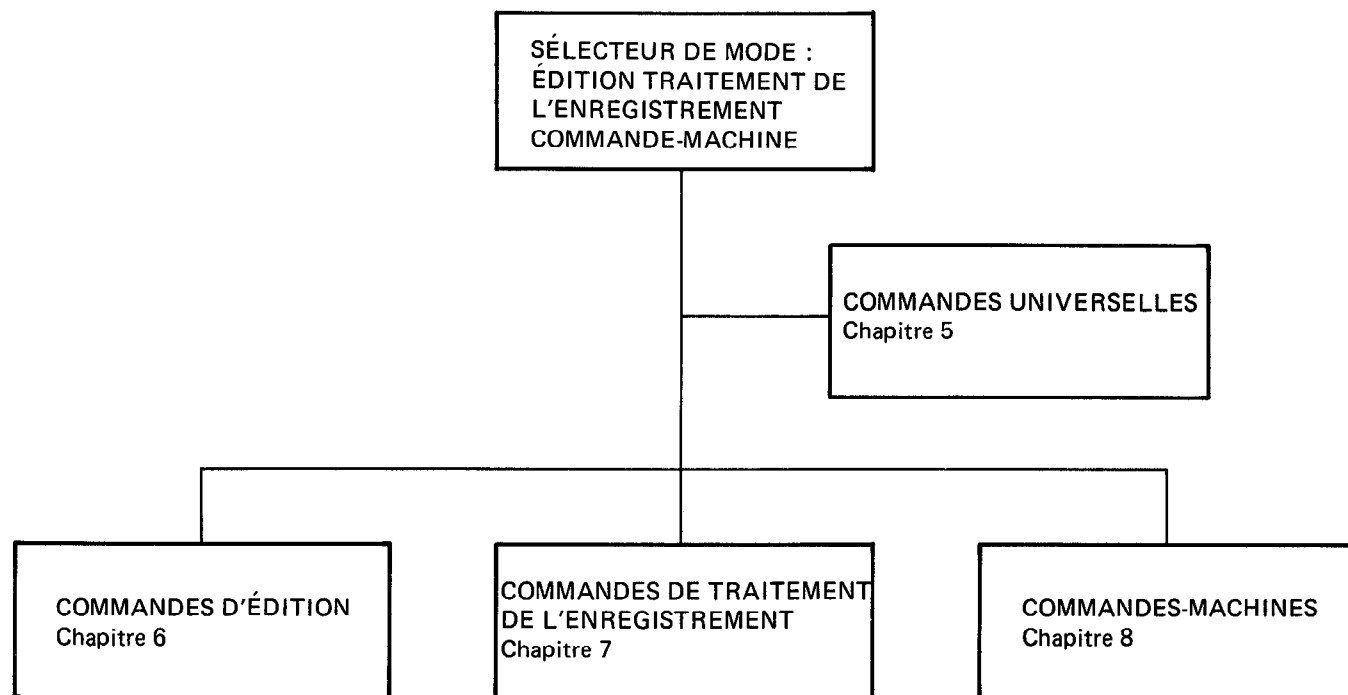 SÉLECTEUR DE MODE :
ÉDITION TRAITEMENT DE
L'ENREGISTREMENT
COMMANDE-MACHINE
COMMANDES UNIVERSELLES
Chapitre 5
COMMANDES D'ÉDITION
Chapitre 6
COMMANDES DE TRAITEMENT
DE L'ENREGISTREMENT
Chapitre 7
COMMANDES-MACHINES
Chapitre 8